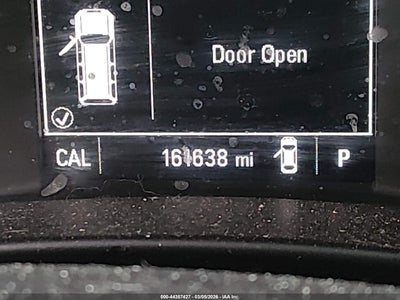 Door Open
CAL 161638 mi P
000-44387427 - 03/09/2026 - IAA Inc.